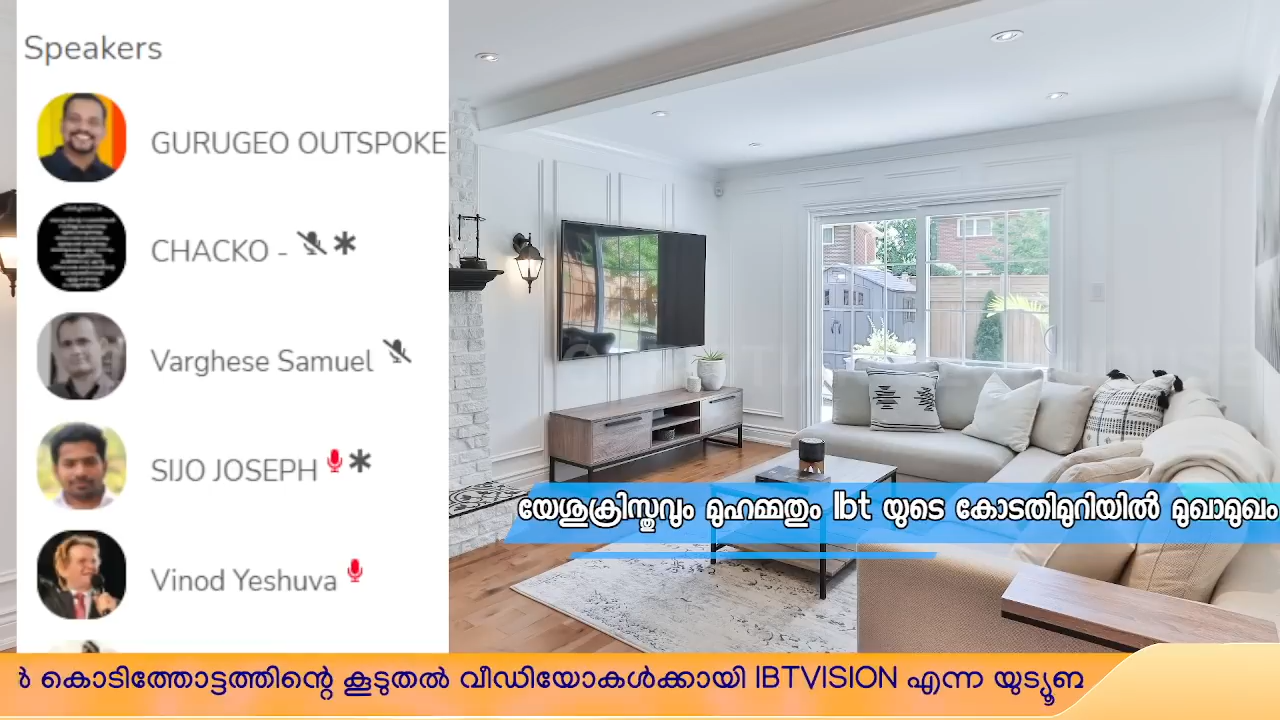 Speakers
GURUGEO OUTSPOKE
CHACKO -
Varghese Samuel
SIJO JOSEPH
Vinod Yeshuva
യേശുക്രിസ്തുവും മുഹമ്മതും Ibt യുടെ കോടതിമുറിയിൽ മുഖാമുഖം
ൽ കൊടിത്തോട്ടത്തിന്റെ കൂടുതൽ വീഡിയോകൾക്കായി IBTVISION എന്ന യുട്യൂബ